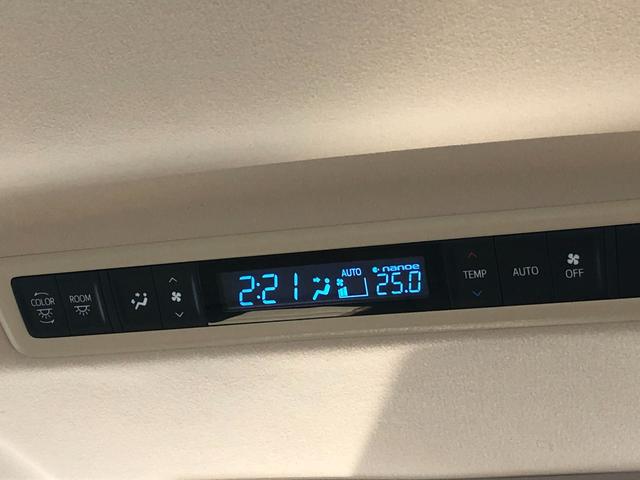 COLOR
ROOM
2:21
AUTO
nanoe
25.0
TEMP
AUTO
OFF